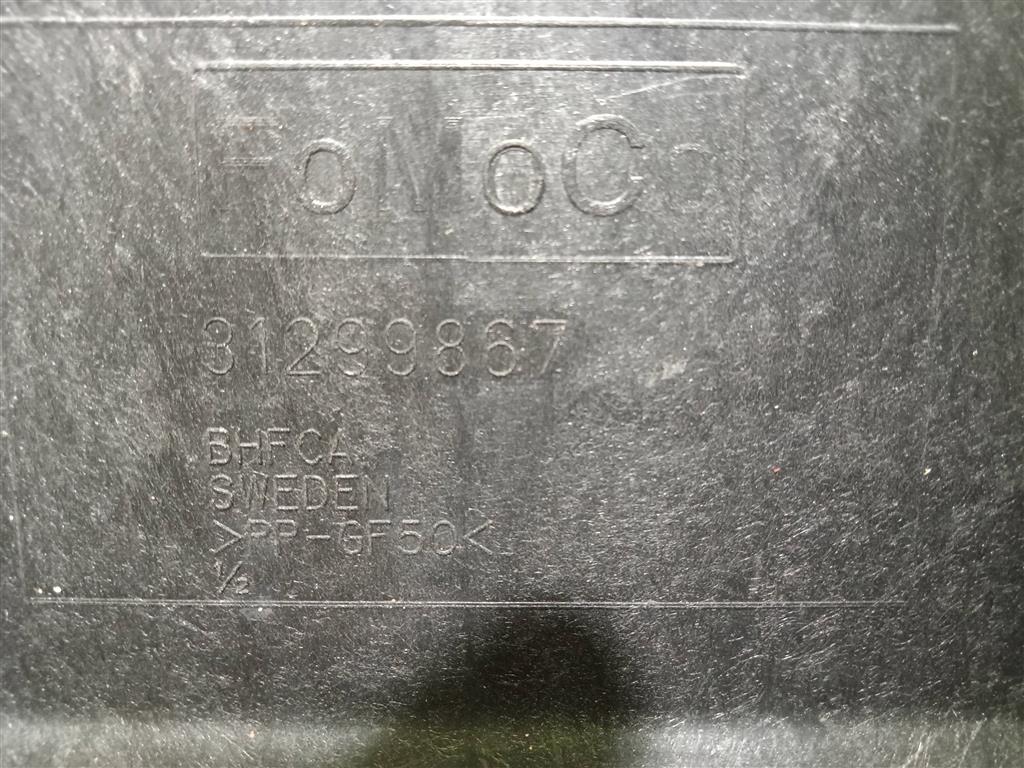 FoMoCo
31299867
BHFCA
SWEDEN
>PP-GF50<
1/2